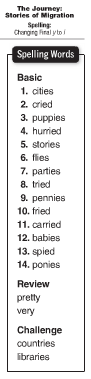 The Journey:
Stories of Migration
Spelling:
Changing Final y to i
Spelling Words
Basic
1. cities
2. cried
3. puppies
4. hurried
5. stories
6. flies
7. parties
8. tried
9. pennies
10. fried
11. carried
12. babies
13. spied
14. ponies
Review
pretty
very
Challenge
countries
libraries